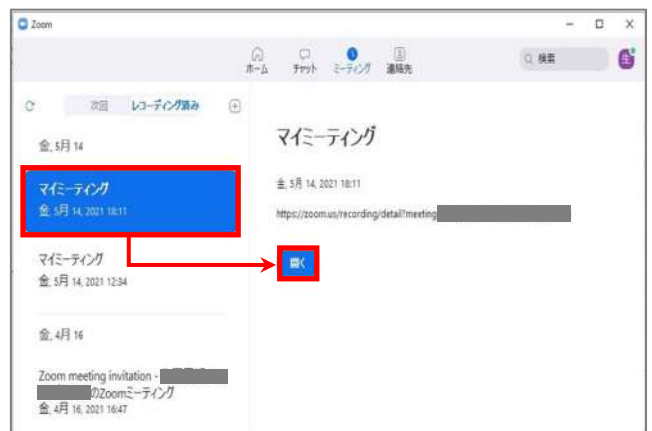 Zoom
ホーム チャット ミーティング 連絡先
検索
生
次回 レコーディング済み
金, 5月 14
マイミーティング
金, 5月 14, 2021 18:11
マイミーティング
金, 5月 14, 2021 12:34
金, 4月 16
Zoom meeting invitation -
のZoomミーティング
金, 4月 16, 2021 16:47
マイミーティング
金, 5月 14, 2021 18:11
https://zoom.us/recording/detail?meeting
開く